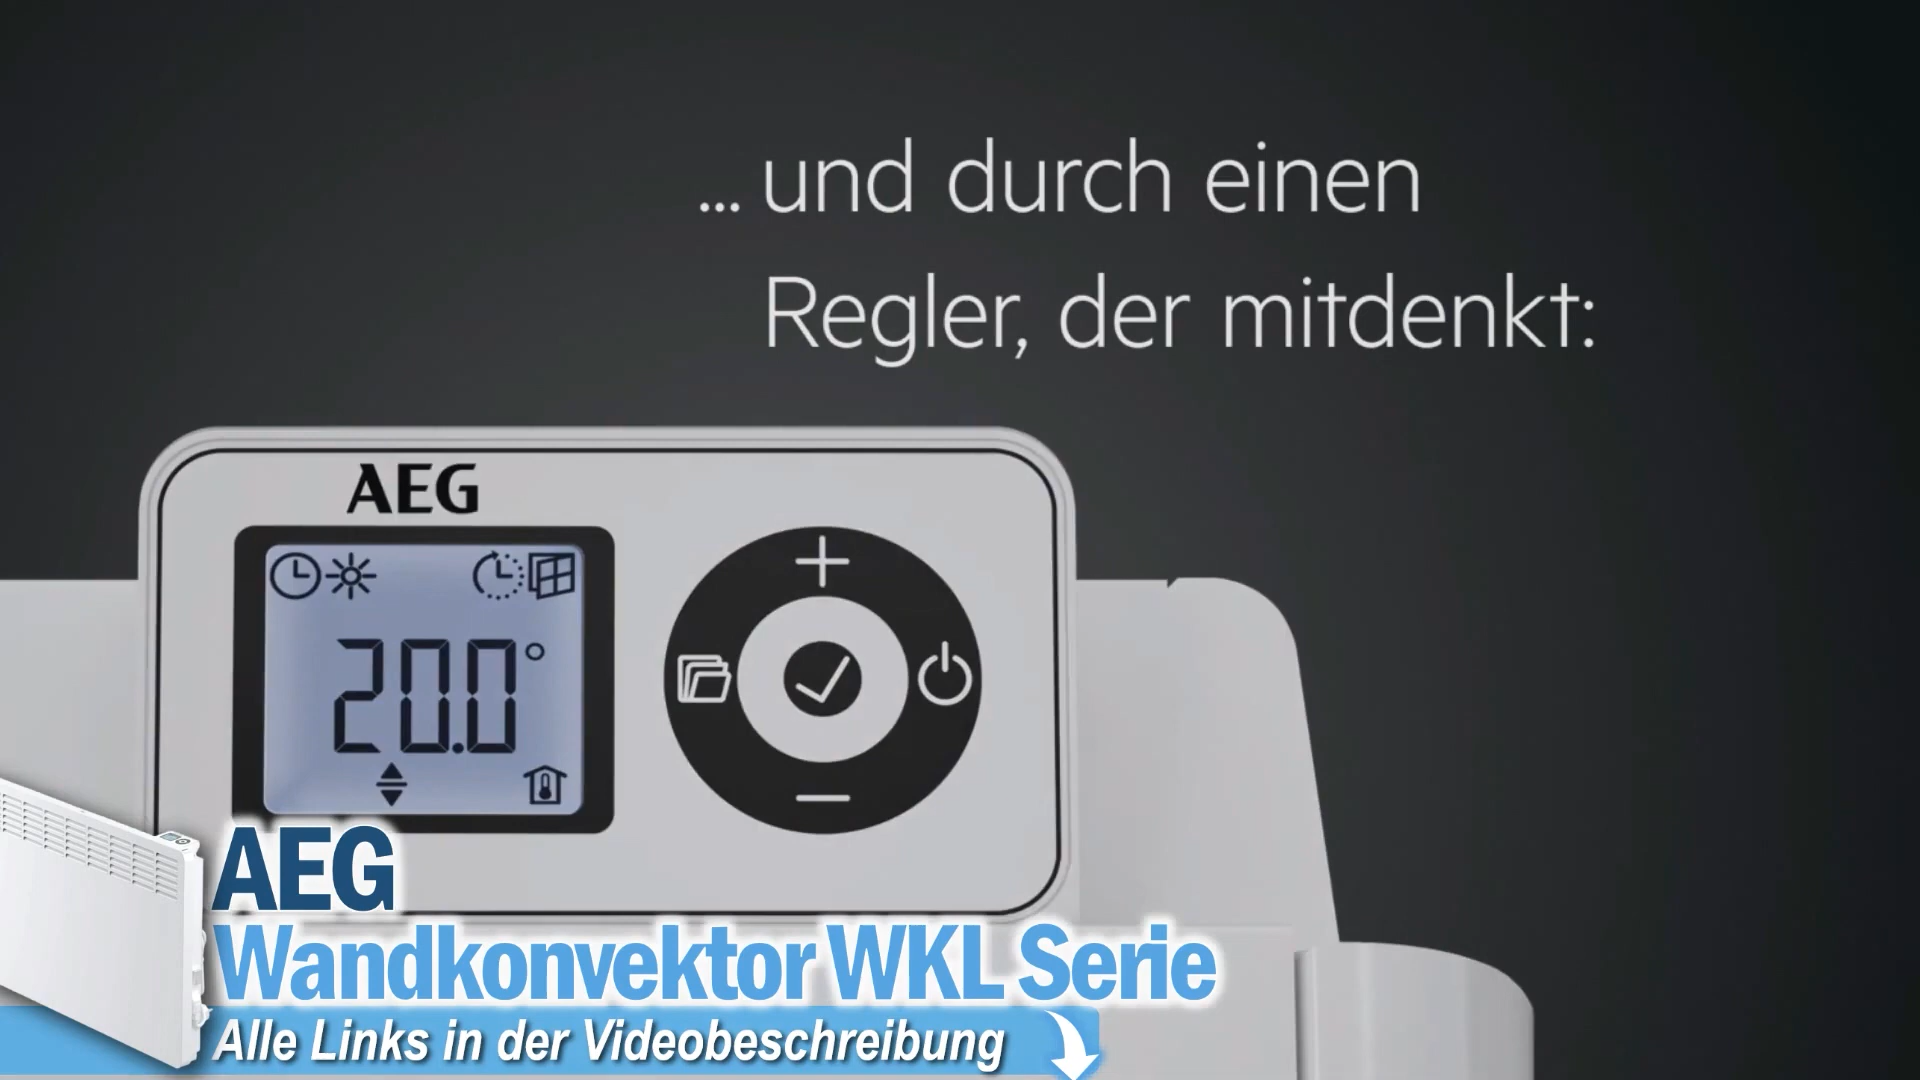 ... und durch einen
Regler, der mitdenkt:
AEG
20.0°
AEG
Wandkonvektor WKL Serie
Alle Links in der Videobeschreibung